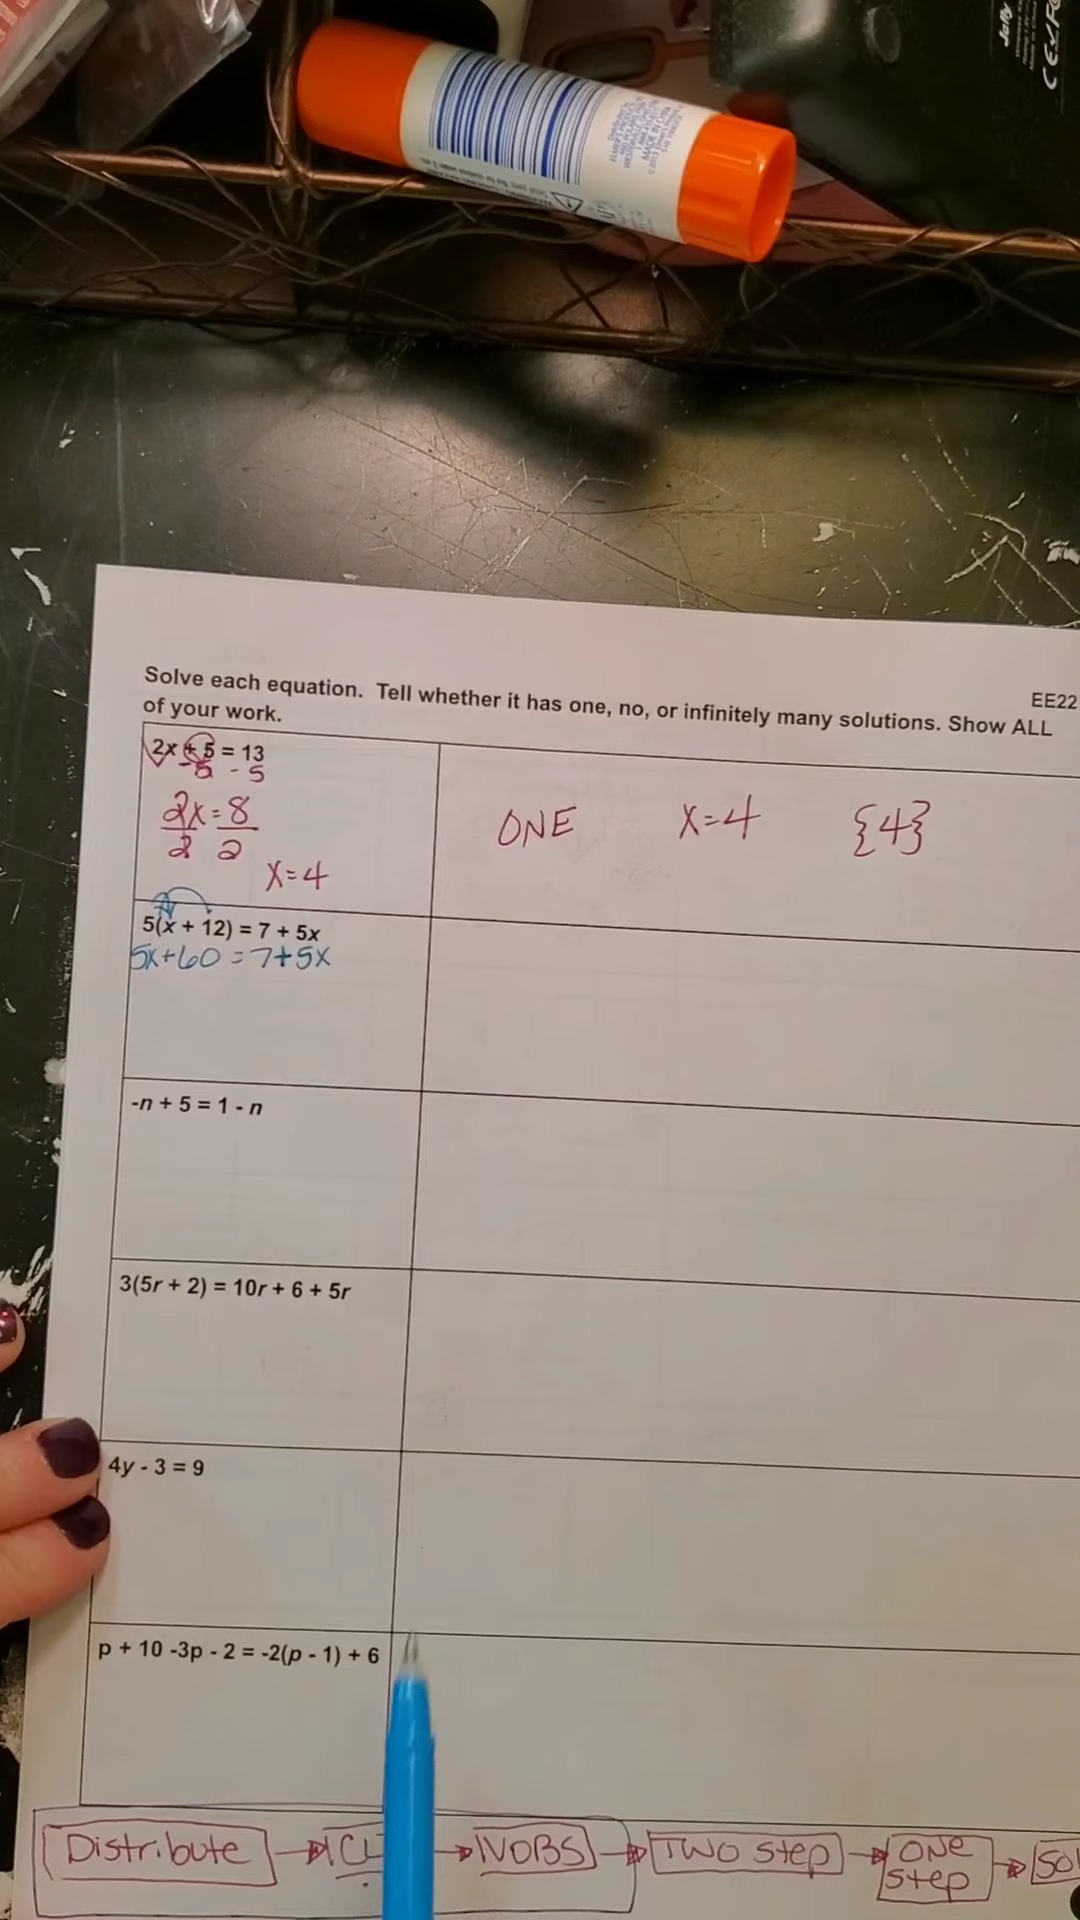 Jelly
CE
EE22
Solve each equation. Tell whether it has one, no, or infinitely many solutions. Show ALL
of your work.
2x + 5 = 13
- 5 - 5
2x = 8
2 2
x=4
ONE x=4 {4}
5(x + 12) = 7 + 5x
5x+60 = 7+5x
-n + 5 = 1 - n
3(5r + 2) = 10r + 6 + 5r
4y - 3 = 9
p + 10 -3p - 2 = -2(p - 1) + 6
Distribute
VOBS
TWO Step
ONE
Step